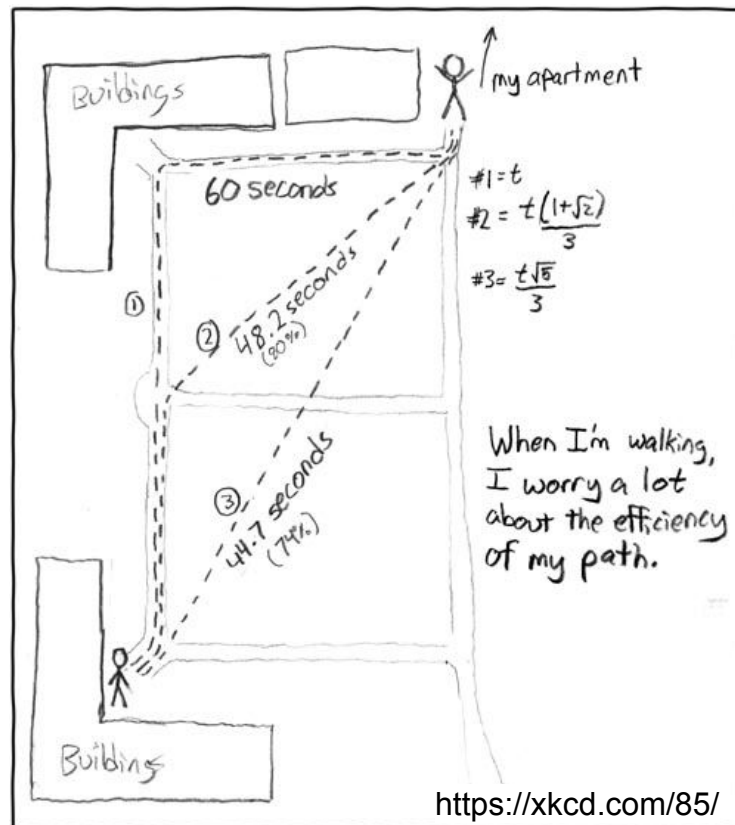 Buildings
my apartment
60 seconds
#1=t
#2 = t(1+√2)
3
#3= t√5
3
①
②
48.2 seconds
(80%)
③
44.7 seconds
(74%)
When I'm walking,
I worry a lot
about the efficiency
of my path.
Buildings
https://xkcd.com/85/